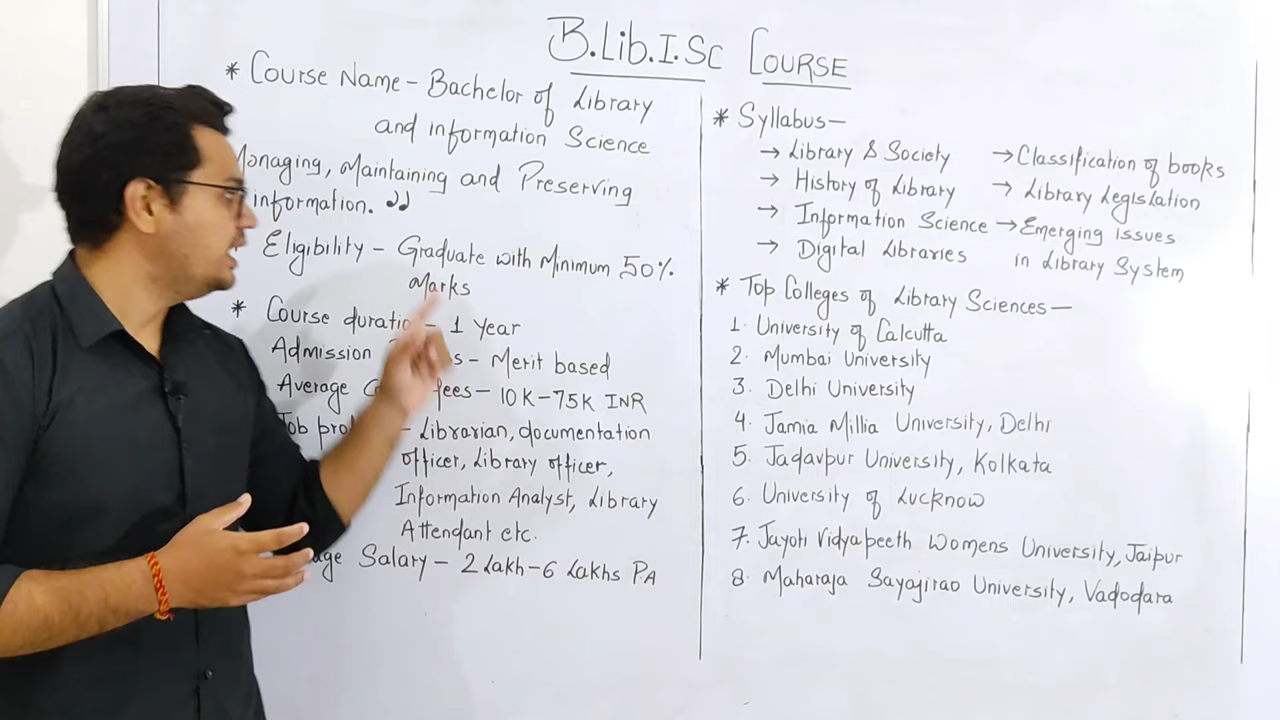 B.Lib.I.Sc COURSE
* Course Name - Bachelor of Library
and information Science
Managing, Maintaining and Preserving
information. "
Eligibility - Graduate with Minimum 50%
Marks
* Course duration - 1 Year
Admission - Merit based
Average fees - 10K-75K INR
Job - Librarian, documentation
officer, Library officer,
Information Analyst, Library
Attendant etc.
Salary - 2 Lakh-6 Lakhs P.A
* Syllabus-
→ Library & Society → Classification of books
→ History of Library → Library Legislation
→ Information Science → Emerging issues
→ Digital Libraries in Library System
* Top Colleges of Library Sciences-
1. University of Calcutta
2. Mumbai University
3. Delhi University
4. Jamia Millia University, Delhi
5. Jadavpur University, Kolkata
6. University of Lucknow
7. Jayoti Vidyapeeth Womens University, Jaipur
8. Maharaja Sayajirao University, Vadodara